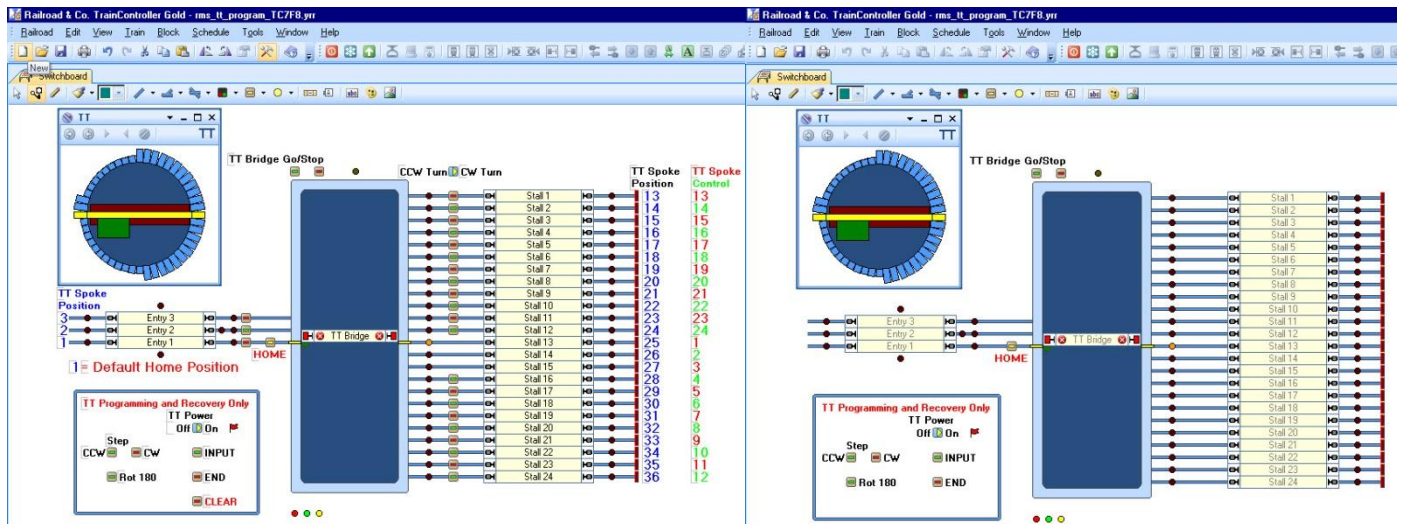 Railroad & Co. TrainController Gold - rms_tt_program_TC7F8.yrr
Railroad Edit View Train Block Schedule Tools Window Help
New
Switchboard
TT
TT
TT Bridge Go/Stop
CCW Turn CW Turn
TT Spoke Position
TT Spoke Control
Stall 1 13 13
Stall 2 14 14
Stall 3 15 15
Stall 4 16 16
Stall 5 17 17
Stall 6 18 18
Stall 7 19 19
Stall 8 20 20
Stall 9 21 21
Stall 10 22 22
Stall 11 23 23
Stall 12 24 24
Stall 13 25 1
Stall 14 26 2
Stall 15 27 3
Stall 16 28 4
Stall 17 29 5
Stall 18 30 6
Stall 19 31 7
Stall 20 32 8
Stall 21 33 9
Stall 22 34 10
Stall 23 35 11
Stall 24 36 12
TT Spoke
Position
3 Entry 3
2 Entry 2
1 Entry 1
HOME
TT Bridge
1 = Default Home Position
TT Programming and Recovery Only
TT Power
Off On
Step
CCW CW INPUT
Rot 180 END
CLEAR
Railroad & Co. TrainController Gold - rms_tt_program_TC7F8.yrr
Railroad Edit View Train Block Schedule Tools Window Help
Switchboard
TT
TT
TT Bridge Go/Stop
Stall 1
Stall 2
Stall 3
Stall 4
Stall 5
Stall 6
Stall 7
Stall 8
Stall 9
Stall 10
Stall 11
Stall 12
Stall 13
Stall 14
Stall 15
Stall 16
Stall 17
Stall 18
Stall 19
Stall 20
Stall 21
Stall 22
Stall 23
Stall 24
Entry 3
Entry 2
Entry 1
HOME
TT Bridge
TT Programming and Recovery Only
TT Power
Off On
Step
CCW CW INPUT
Rot 180 END